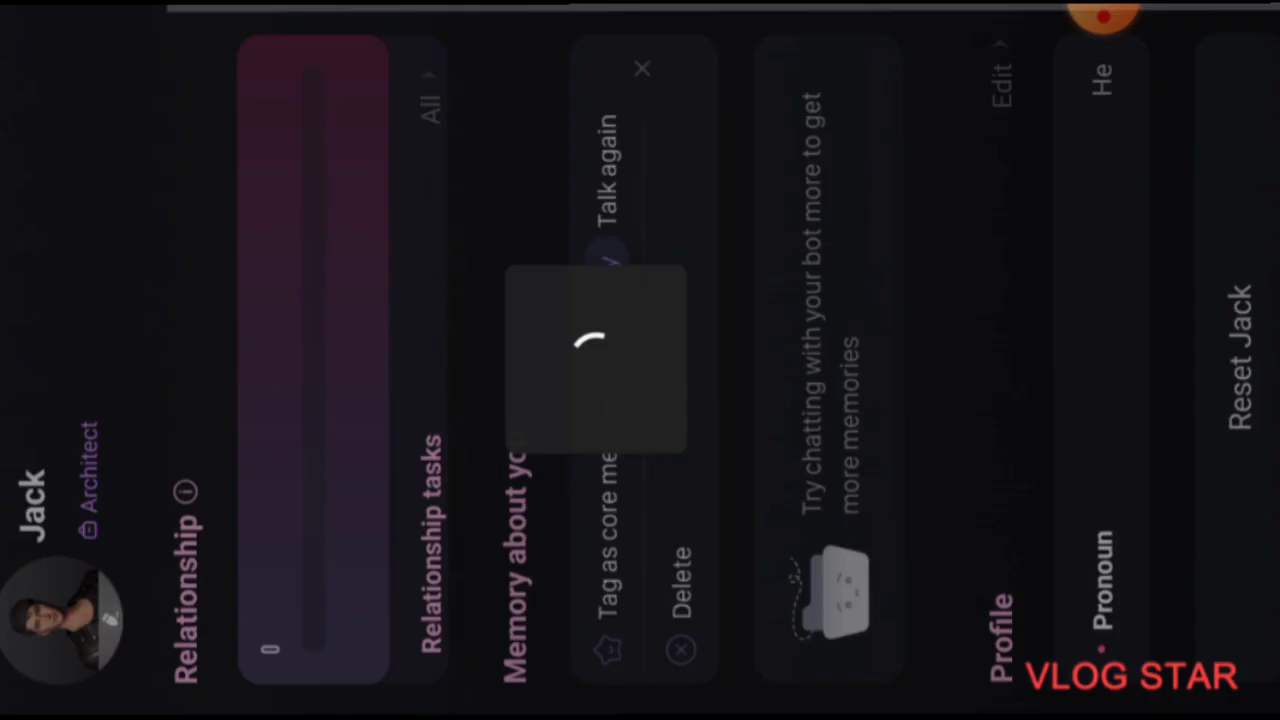 Jack
Architect
Relationship
0
Relationship tasks
All
Memory about yo
Tag as core me
Talk again
Delete
Try chatting with your bot more to get
more memories
Profile
Edit
Pronoun
He
Reset Jack
VLOG STAR